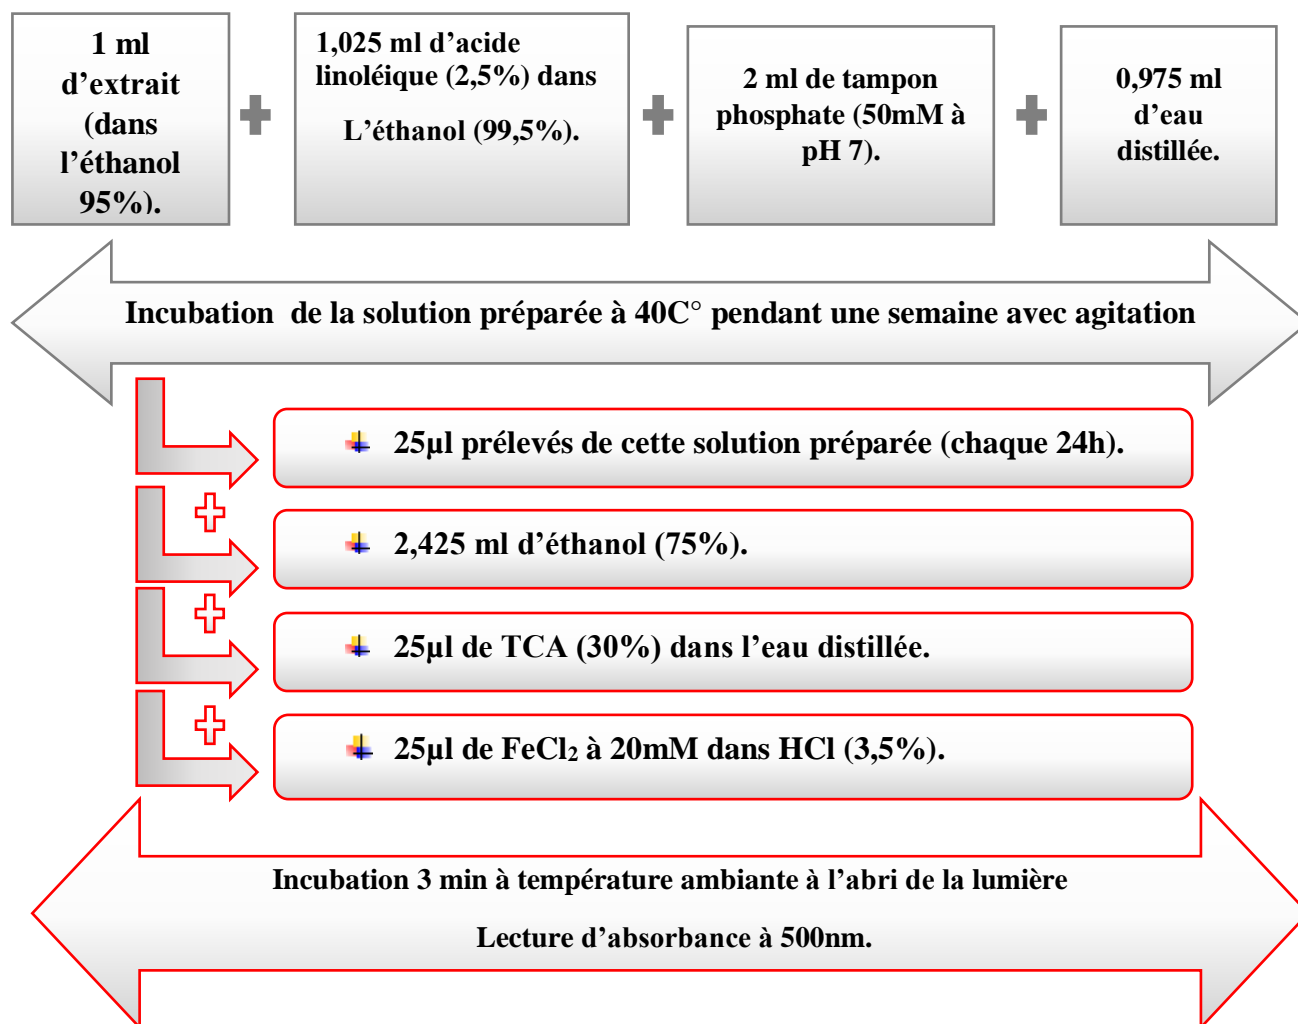 1 ml
d’extrait
(dans
l’éthanol
95%).
1,025 ml d’acide
linoléique (2,5%) dans
L’éthanol (99,5%).
2 ml de tampon
phosphate (50mM à
pH 7).
0,975 ml
d’eau
distillée.
Incubation de la solution préparée à 40C° pendant une semaine avec agitation
25µl prélevés de cette solution préparée (chaque 24h).
2,425 ml d’éthanol (75%).
25µl de TCA (30%) dans l’eau distillée.
25µl de FeCl₂ à 20mM dans HCl (3,5%).
Incubation 3 min à température ambiante à l’abri de la lumière
Lecture d’absorbance à 500nm.